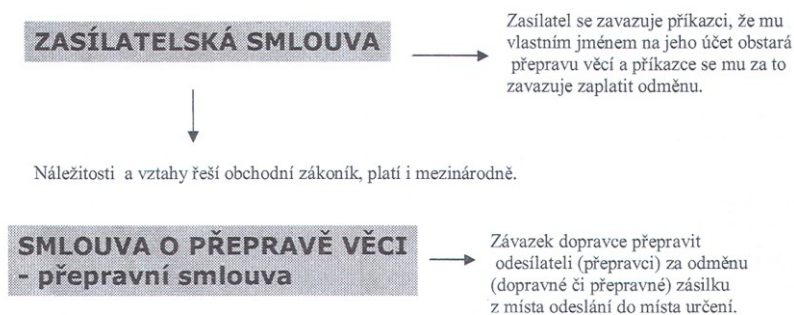 ZASÍLATELSKÁ SMLOUVA
Zasílatel se zavazuje příkazci, že mu
vlastním jménem na jeho účet obstará
přepravu věcí a příkazce se mu za to
zavazuje zaplatit odměnu.
Náležitosti a vztahy řeší obchodní zákoník, platí i mezinárodně.
SMLOUVA O PŘEPRAVĚ VĚCI
- přepravní smlouva
Závazek dopravce přepravit
odesílateli (přepravci) za odměnu
(dopravné či přepravné) zásilku
z místa odeslání do místa určení.